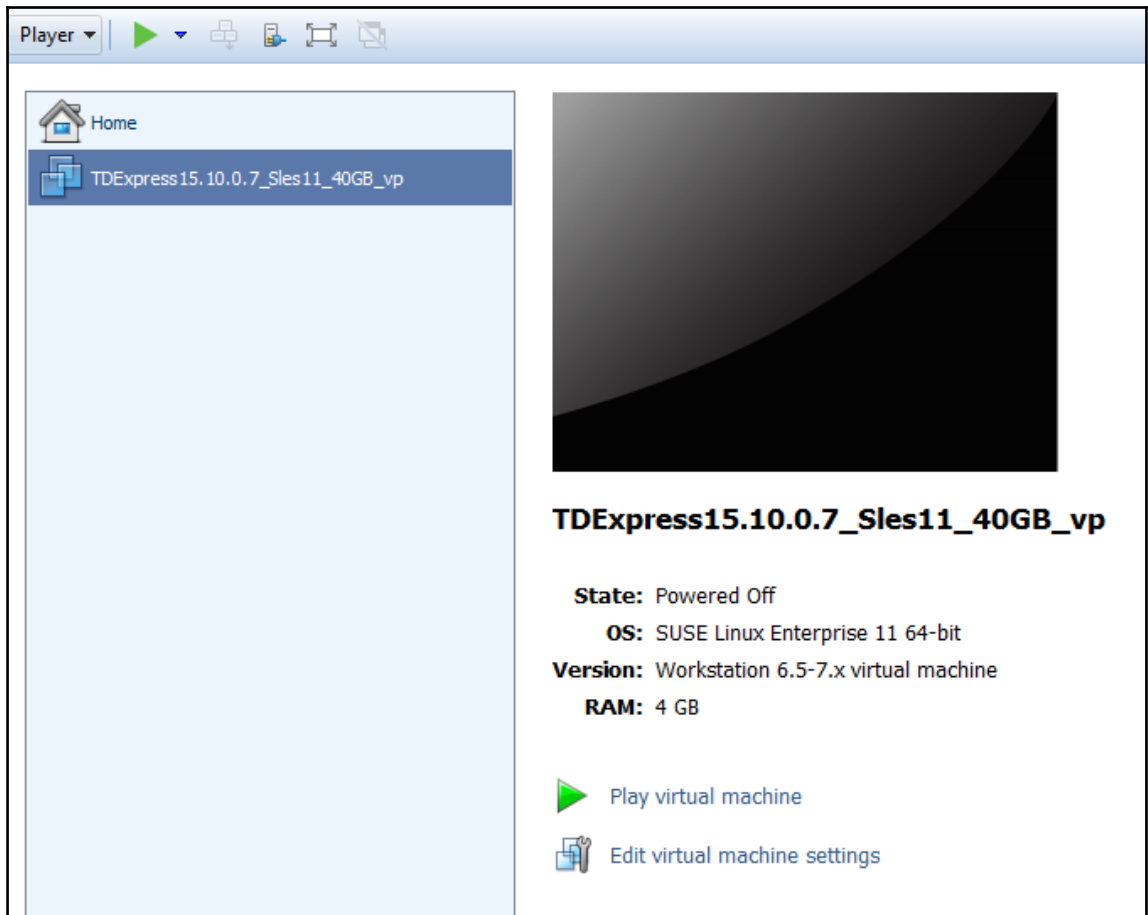 Player
Home
TDExpress15.10.0.7_Sles11_40GB_vp
TDExpress15.10.0.7_Sles11_40GB_vp
State: Powered Off
OS: SUSE Linux Enterprise 11 64-bit
Version: Workstation 6.5-7.x virtual machine
RAM: 4 GB
Play virtual machine
Edit virtual machine settings